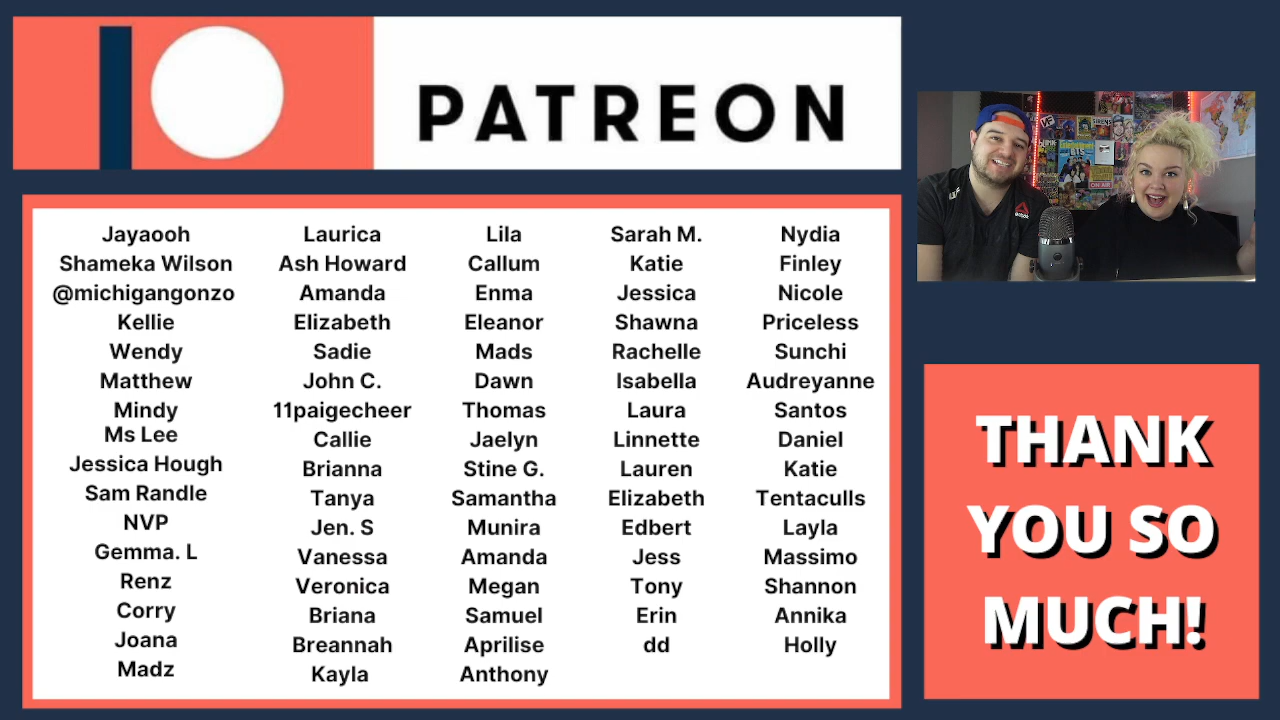 PATREON
Jayaooh
Shameka Wilson
@michigangonzo
Kellie
Wendy
Matthew
Mindy
Ms Lee
Jessica Hough
Sam Randle
NVP
Gemma. L
Renz
Corry
Joana
Madz
Laurica
Ash Howard
Amanda
Elizabeth
Sadie
John C.
11paigecheer
Callie
Brianna
Tanya
Jen. S
Vanessa
Veronica
Briana
Breannah
Kayla
Lila
Callum
Enma
Eleanor
Mads
Dawn
Thomas
Jaelyn
Stine G.
Samantha
Munira
Amanda
Megan
Samuel
Aprilise
Anthony
Sarah M.
Katie
Jessica
Shawna
Rachelle
Isabella
Laura
Linnette
Lauren
Elizabeth
Edbert
Jess
Tony
Erin
dd
Nydia
Finley
Nicole
Priceless
Sunchi
Audreyanne
Santos
Daniel
Katie
Tentaculls
Layla
Massimo
Shannon
Annika
Holly
SIRENS
ON AIR
THANK
YOU SO
MUCH!